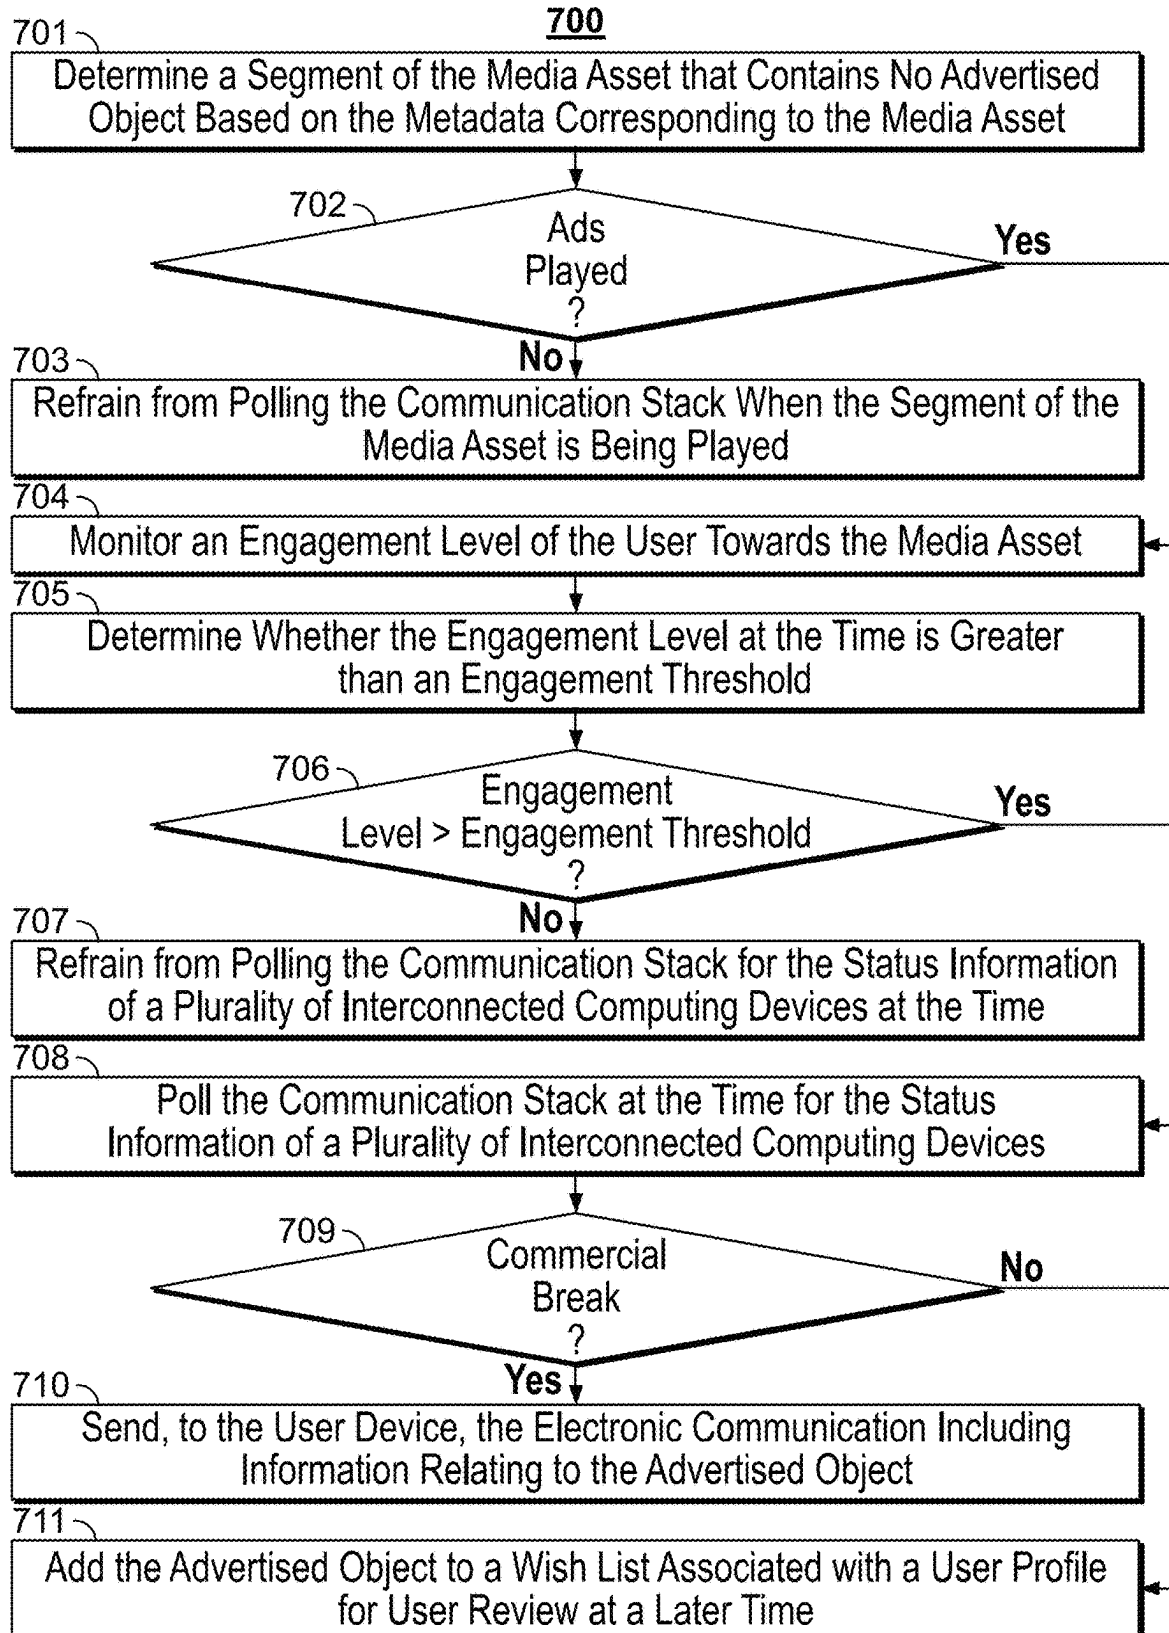 700
701
Determine a Segment of the Media Asset that Contains No Advertised
Object Based on the Metadata Corresponding to the Media Asset
702
Ads
Played
?
Yes
No
703
Refrain from Polling the Communication Stack When the Segment of the
Media Asset is Being Played
704
Monitor an Engagement Level of the User Towards the Media Asset
705
Determine Whether the Engagement Level at the Time is Greater
than an Engagement Threshold
706
Engagement
Level > Engagement Threshold
?
Yes
No
707
Refrain from Polling the Communication Stack for the Status Information
of a Plurality of Interconnected Computing Devices at the Time
708
Poll the Communication Stack at the Time for the Status
Information of a Plurality of Interconnected Computing Devices
709
Commercial
Break
?
No
Yes
710
Send, to the User Device, the Electronic Communication Including
Information Relating to the Advertised Object
711
Add the Advertised Object to a Wish List Associated with a User Profile
for User Review at a Later Time